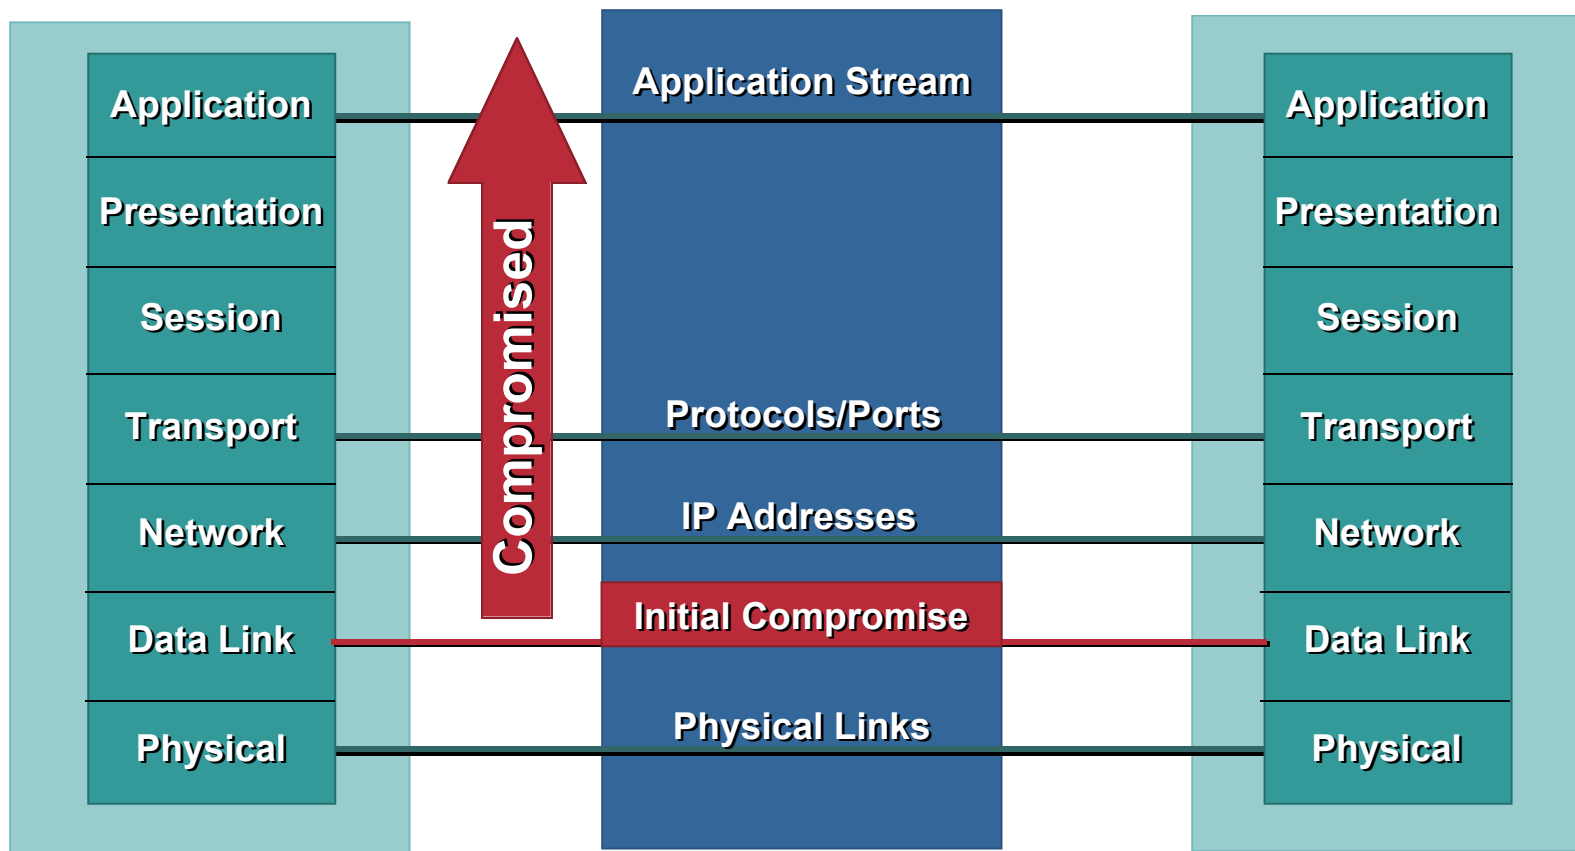 Application
Presentation
Session
Transport
Network
Data Link
Physical
Compromised
Application Stream
Protocols/Ports
IP Addresses
Initial Compromise
Physical Links
Application
Presentation
Session
Transport
Network
Data Link
Physical